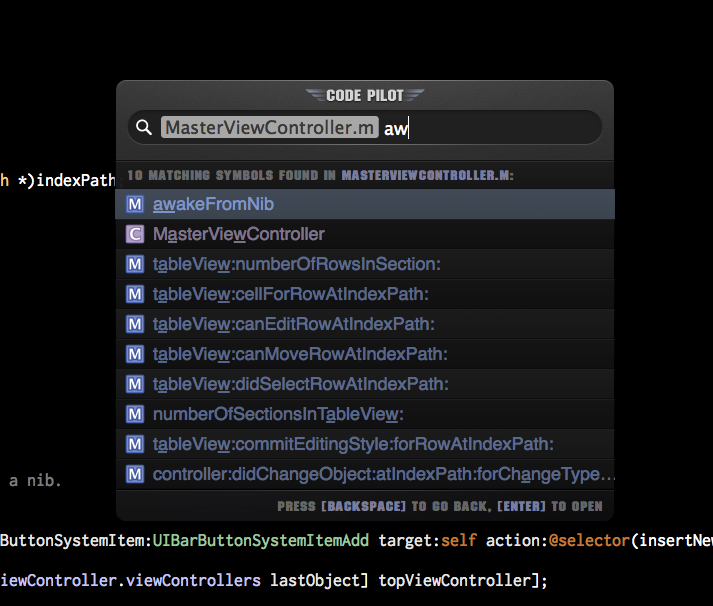 CODE PILOT
MasterViewController.m aw
10 MATCHING SYMBOLS FOUND IN MASTERVIEWCONTROLLER.M:
h *)indexPath
M awakeFromNib
C MasterViewController
M tableView:numberOfRowsInSection:
M tableView:cellForRowAtIndexPath:
M tableView:canEditRowAtIndexPath:
M tableView:canMoveRowAtIndexPath:
M tableView:didSelectRowAtIndexPath:
M numberOfSectionsInTableView:
M tableView:commitEditingStyle:forRowAtIndexPath:
M controller:didChangeObject:atIndexPath:forChangeType...
a nib.
PRESS [BACKSPACE] TO GO BACK, [ENTER] TO OPEN
ButtonSystemItem:UIBarButtonSystemItemAdd target:self action:@selector(insertNew
iewController.viewControllers lastObject] topViewController];